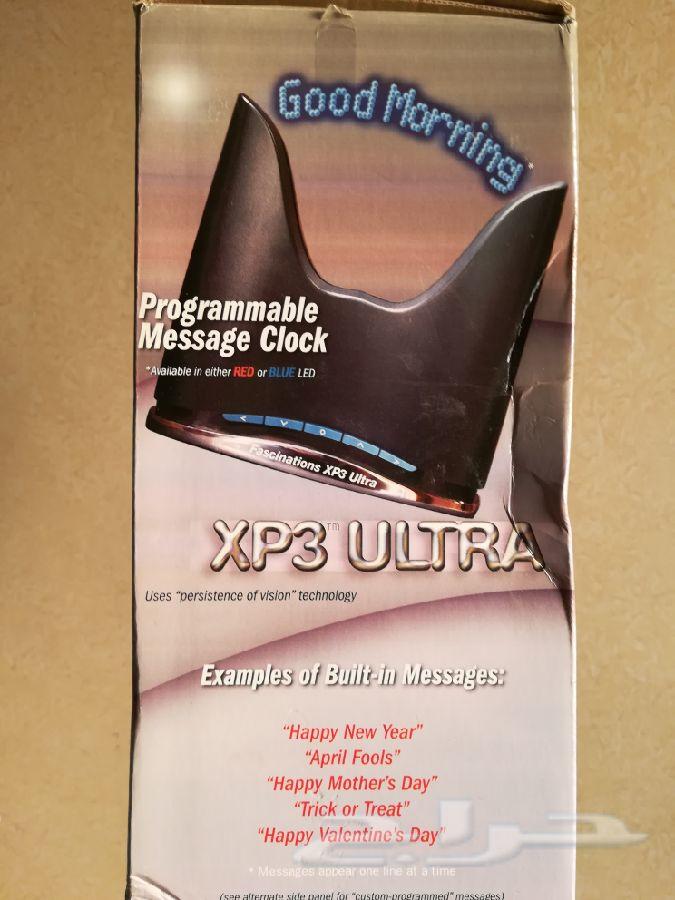 Good Morning*
Programmable
Message Clock
*Available in either RED or BLUE LED
< v o ʌ >
Fascinations XP3 Ultra
XP3™ ULTRA
Uses "persistence of vision" technology
Examples of Built-in Messages:
"Happy New Year"
"April Fools"
"Happy Mother's Day"
"Trick or Treat"
"Happy Valentine's Day"
حراج
* Messages appear one line at a time
(see alternate side panel for "custom-programmed" messages)